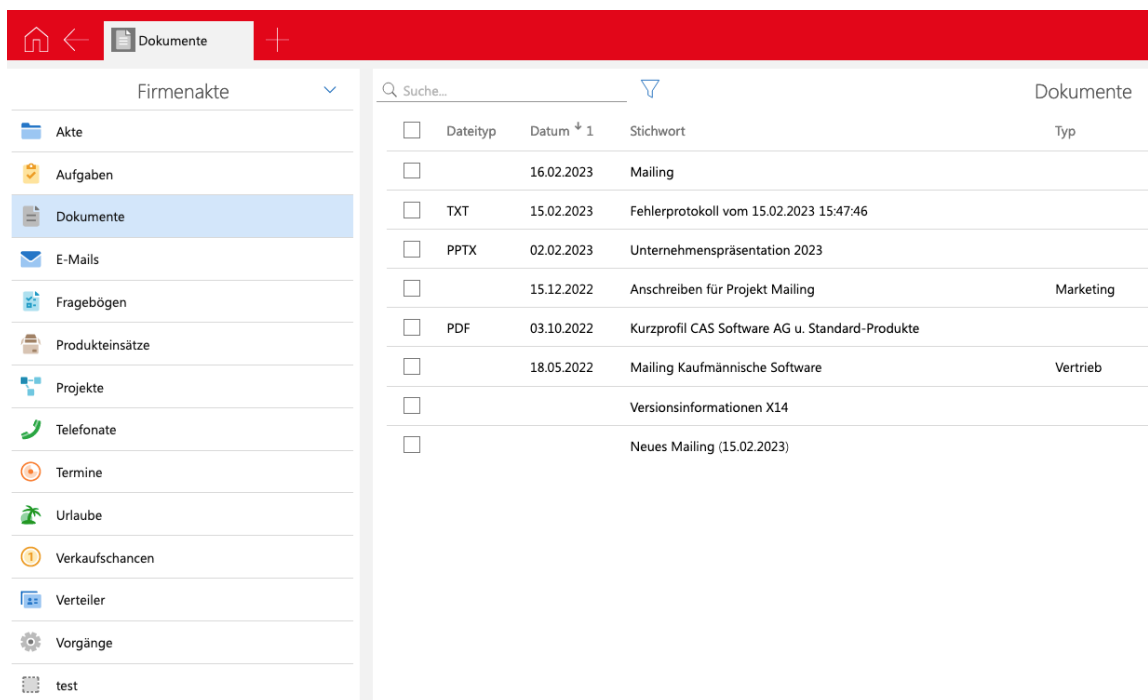 Dokumente
Firmenakte
Akte
Aufgaben
Dokumente
E-Mails
Fragebögen
Produkteinsätze
Projekte
Telefonate
Termine
Urlaube
Verkaufschancen
Verteiler
Vorgänge
test
Suche... Dokumente
Dateityp Datum 1 Stichwort Typ
16.02.2023 Mailing
TXT 15.02.2023 Fehlerprotokoll vom 15.02.2023 15:47:46
PPTX 02.02.2023 Unternehmenspräsentation 2023
15.12.2022 Anschreiben für Projekt Mailing Marketing
PDF 03.10.2022 Kurzprofil CAS Software AG u. Standard-Produkte
18.05.2022 Mailing Kaufmännische Software Vertrieb
Versionsinformationen X14
Neues Mailing (15.02.2023)